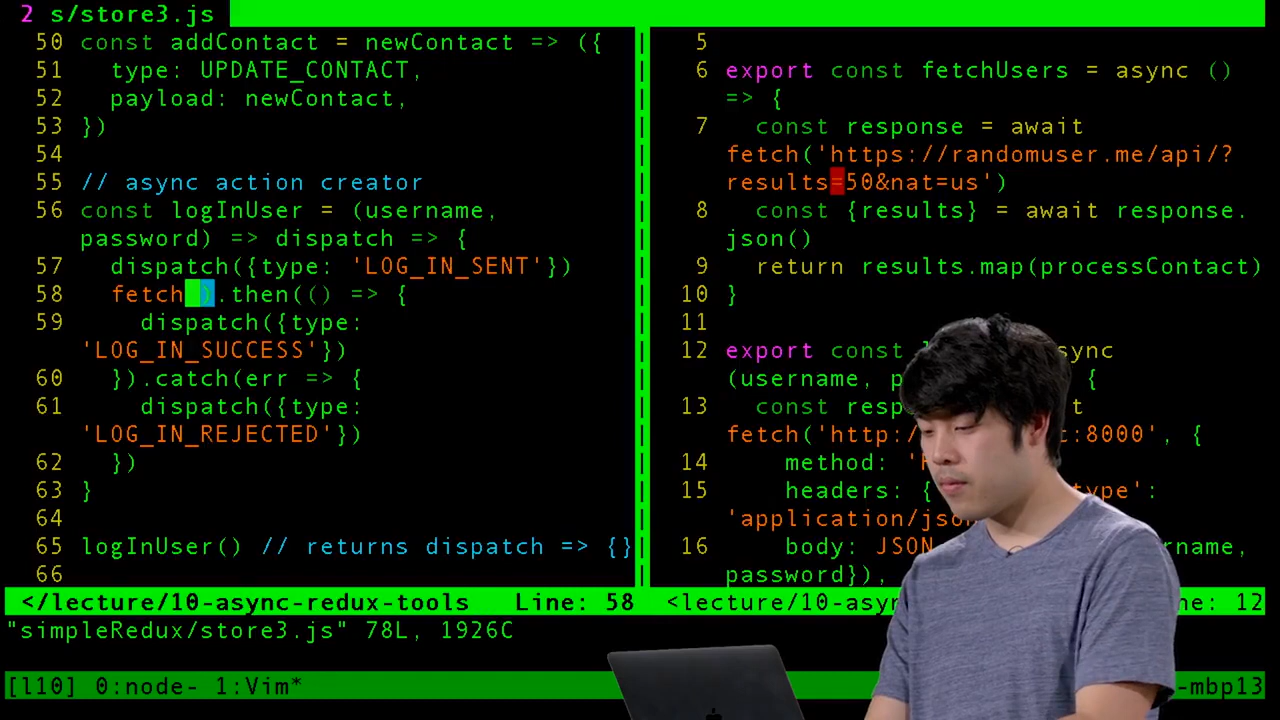 2 s/store3.js
50 const addContact = newContact => ({
51 type: UPDATE_CONTACT,
52 payload: newContact,
53 })
54
55 // async action creator
56 const logInUser = (username,
password) => dispatch => {
57 dispatch({type: 'LOG_IN_SENT'})
58 fetch().then(() => {
59 dispatch({type:
'LOG_IN_SUCCESS'})
60 }).catch(err => {
61 dispatch({type:
'LOG_IN_REJECTED'})
62 })
63 }
64
65 logInUser() // returns dispatch => {}
66
</lecture/10-async-redux-tools Line: 58
5
6 export const fetchUsers = async ()
=> {
7 const response = await
fetch('https://randomuser.me/api/?
results=50&nat=us')
8 const {results} = await response.
json()
9 return results.map(processContact)
10 }
11
12 export const
(username, {
13 const
fetch('http:/ :8000', {
14 method: '
15 headers: { type':
'application/json
16 body: JSON
password}),
12
"simpleRedux/store3.js" 78L, 1926C
[l10] 0:node- 1:Vim*
-mbp13